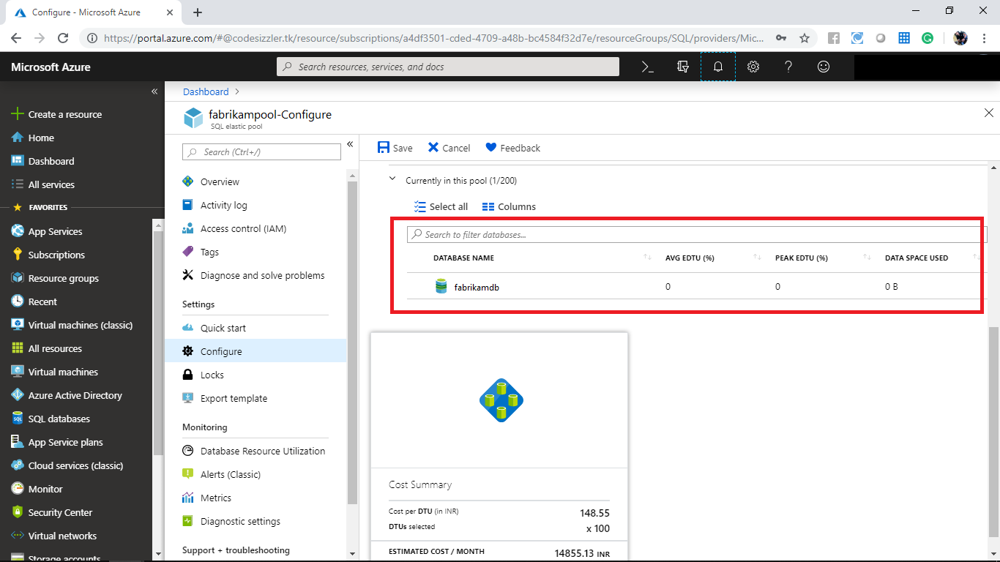 Configure - Microsoft Azure
https://portal.azure.com/#@codesizzler.tk/resource/subscriptions/a4df3501-cded-4709-a48b-bc4584f32d7e/resourceGroups/SQL/providers/Mic...
Microsoft Azure
Search resources, services, and docs
Dashboard
Create a resource
Home
Dashboard
All services
FAVORITES
App Services
Subscriptions
Resource groups
Recent
Virtual machines (classic)
All resources
Virtual machines
Azure Active Directory
SQL databases
App Service plans
Cloud services (classic)
Monitor
Security Center
Virtual networks
Storage accounts
fabrikampool-Configure
SQL elastic pool
Search (Ctrl+/)
Overview
Activity log
Access control (IAM)
Tags
Diagnose and solve problems
Settings
Quick start
Configure
Locks
Export template
Monitoring
Database Resource Utilization
Alerts (Classic)
Metrics
Diagnostic settings
Support + troubleshooting
Save Cancel Feedback
Currently in this pool (1/200)
Select all Columns
Search to filter databases...
DATABASE NAME AVG EDTU (%) PEAK EDTU (%) DATA SPACE USED
fabrikamdb 0 0 0 B
Cost Summary
Cost per DTU (in INR) 148.55
DTUs selected x 100
ESTIMATED COST / MONTH 14855.13 INR